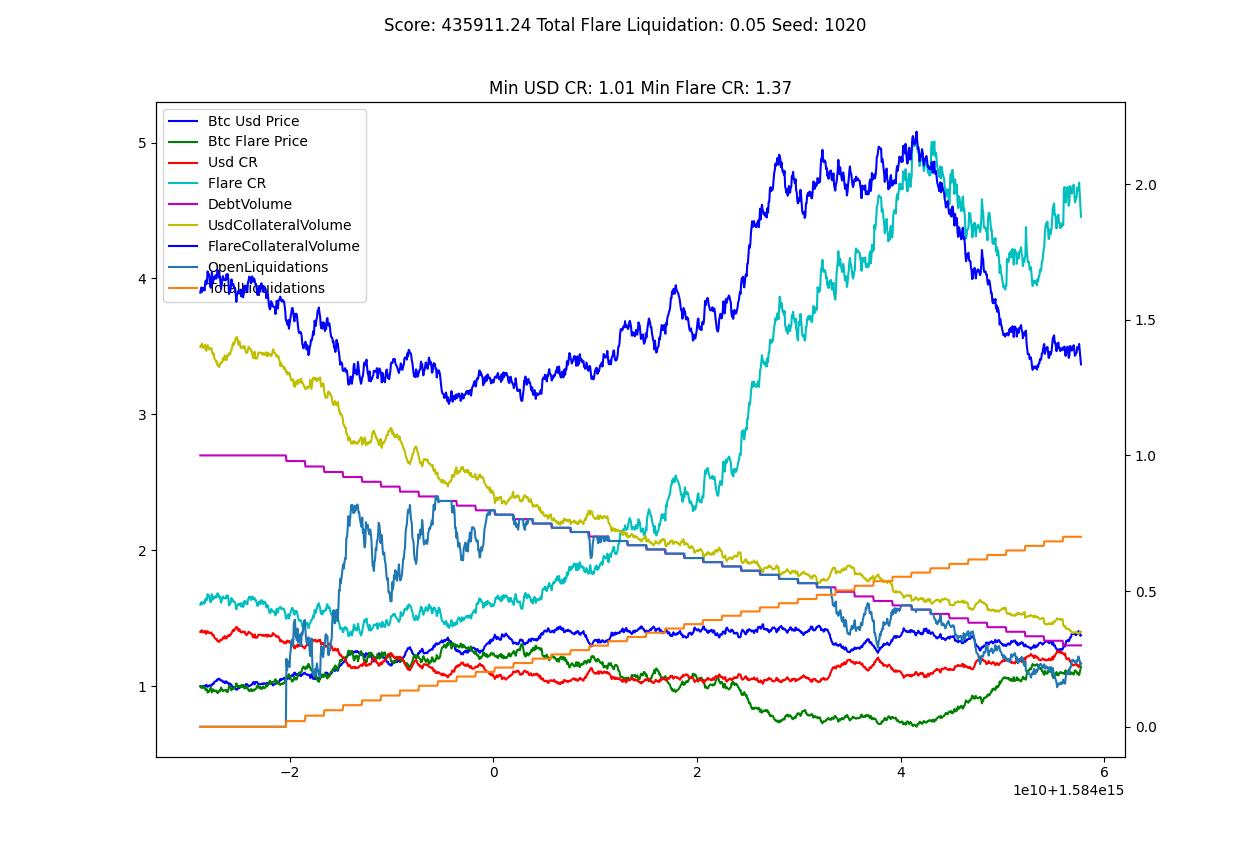 Score: 435911.24 Total Flare Liquidation: 0.05 Seed: 1020
Min USD CR: 1.01 Min Flare CR: 1.37
Btc Usd Price
Btc Flare Price
Usd CR
Flare CR
DebtVolume
UsdCollateralVolume
FlareCollateralVolume
OpenLiquidations
TotalLiquidations
5
4
3
2
1
2.0
1.5
1.0
0.5
0.0
−2 0 2 4 6
1e10+1.584e15